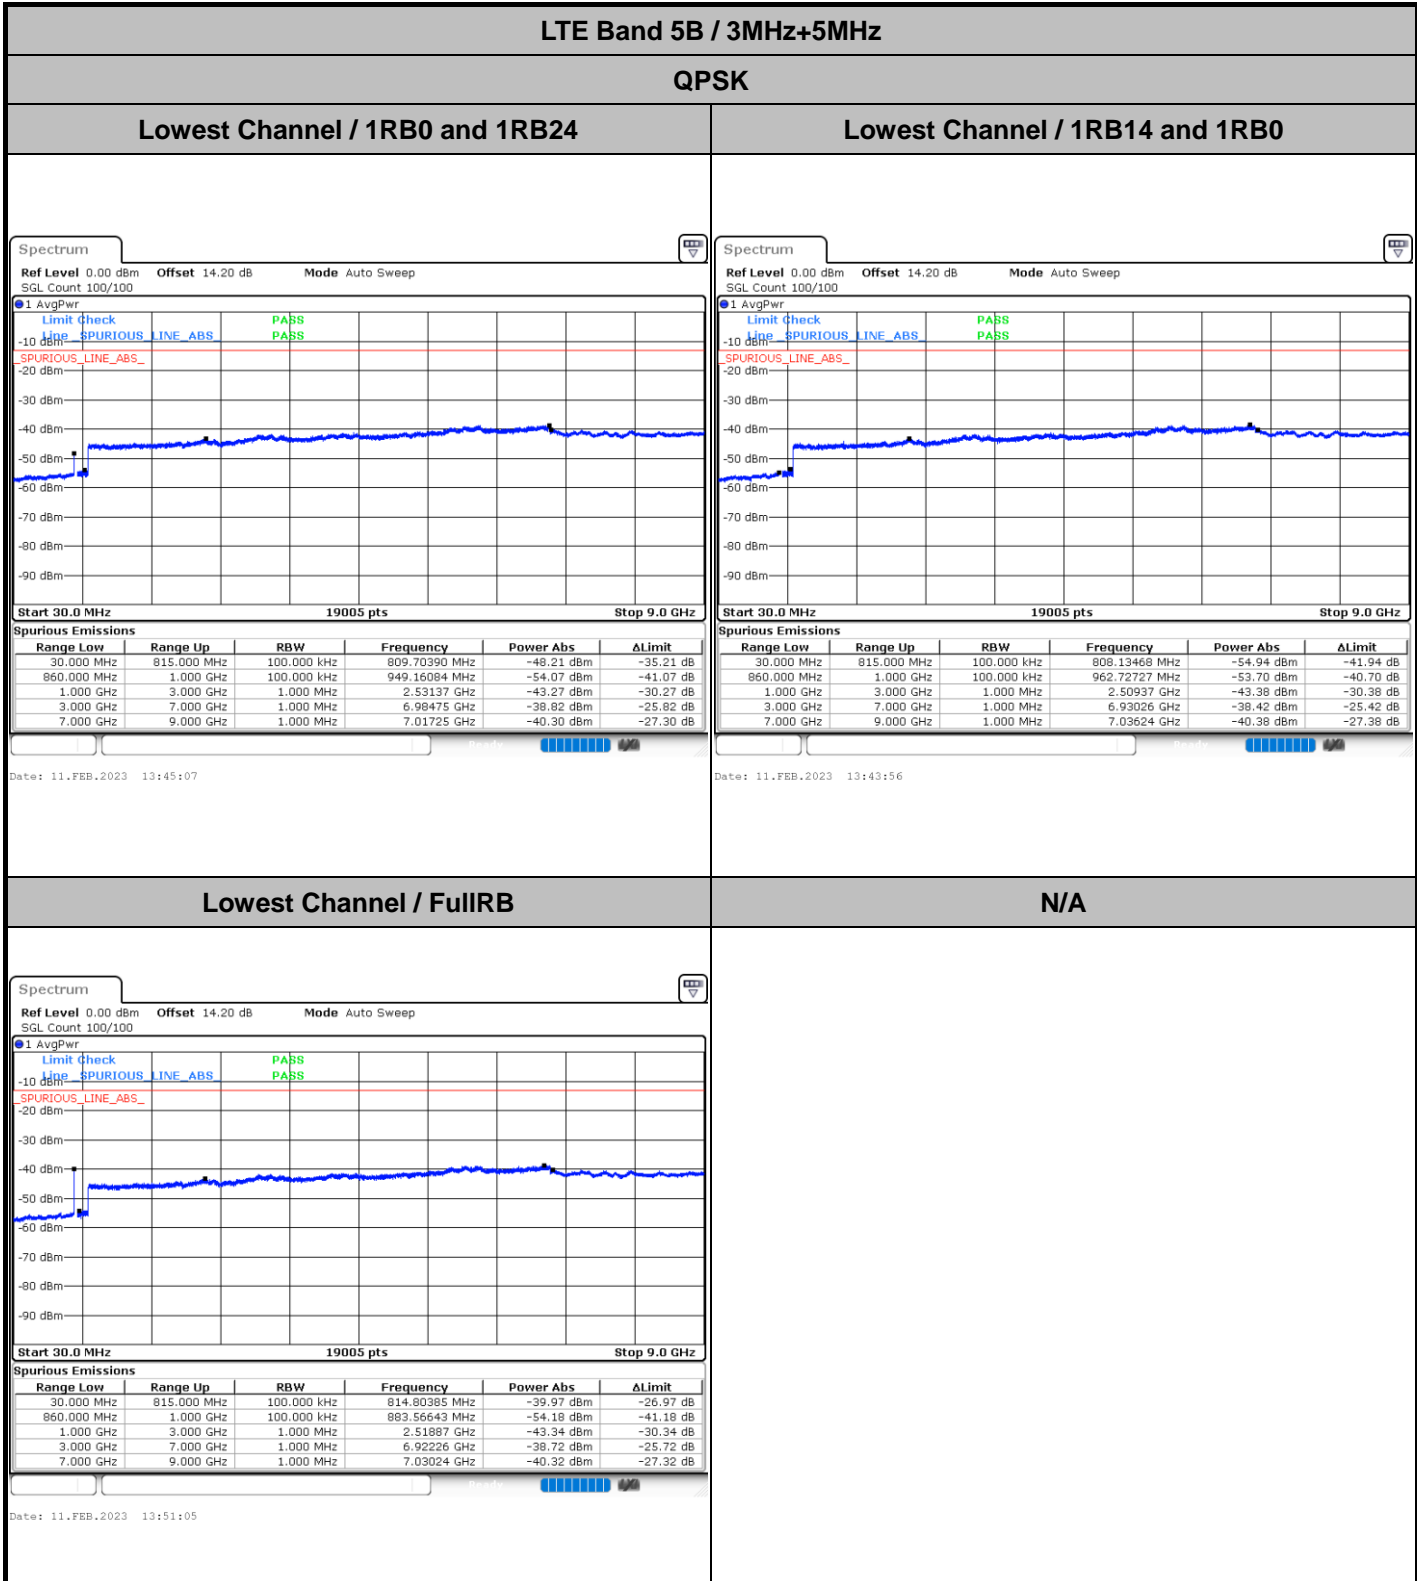 LTE Band 5B / 3MHz+5MHz
QPSK
Lowest Channel / 1RB0 and 1RB24
Spectrum
Ref Level 0.00 dBm Offset 14.20 dB Mode Auto Sweep
SGL Count 100/100
1 AvgPwr
Limit Check PASS
Line _SPURIOUS_LINE_ABS_ PASS
-10 dBm
_SPURIOUS_LINE_ABS_
-20 dBm
-30 dBm
-40 dBm
-50 dBm
-60 dBm
-70 dBm
-80 dBm
-90 dBm
Start 30.0 MHz 19005 pts Stop 9.0 GHz
Spurious Emissions
Range Low Range Up RBW Frequency Power Abs ΔLimit
30.000 MHz 815.000 MHz 100.000 kHz 809.70390 MHz -48.21 dBm -35.21 dB
860.000 MHz 1.000 GHz 100.000 kHz 949.16084 MHz -54.07 dBm -41.07 dB
1.000 GHz 3.000 GHz 1.000 MHz 2.53137 GHz -43.27 dBm -30.27 dB
3.000 GHz 7.000 GHz 1.000 MHz 6.98475 GHz -38.82 dBm -25.82 dB
7.000 GHz 9.000 GHz 1.000 MHz 7.01725 GHz -40.30 dBm -27.30 dB
Ready
Date: 11.FEB.2023 13:45:07
Lowest Channel / 1RB14 and 1RB0
Spectrum
Ref Level 0.00 dBm Offset 14.20 dB Mode Auto Sweep
SGL Count 100/100
1 AvgPwr
Limit Check PASS
Line _SPURIOUS_LINE_ABS_ PASS
-10 dBm
_SPURIOUS_LINE_ABS_
-20 dBm
-30 dBm
-40 dBm
-50 dBm
-60 dBm
-70 dBm
-80 dBm
-90 dBm
Start 30.0 MHz 19005 pts Stop 9.0 GHz
Spurious Emissions
Range Low Range Up RBW Frequency Power Abs ΔLimit
30.000 MHz 815.000 MHz 100.000 kHz 808.13468 MHz -54.94 dBm -41.94 dB
860.000 MHz 1.000 GHz 100.000 kHz 962.72727 MHz -53.70 dBm -40.70 dB
1.000 GHz 3.000 GHz 1.000 MHz 2.50937 GHz -43.38 dBm -30.38 dB
3.000 GHz 7.000 GHz 1.000 MHz 6.93026 GHz -38.42 dBm -25.42 dB
7.000 GHz 9.000 GHz 1.000 MHz 7.03624 GHz -40.38 dBm -27.38 dB
Ready
Date: 11.FEB.2023 13:43:56
Lowest Channel / FullRB
Spectrum
Ref Level 0.00 dBm Offset 14.20 dB Mode Auto Sweep
SGL Count 100/100
1 AvgPwr
Limit Check PASS
Line _SPURIOUS_LINE_ABS_ PASS
-10 dBm
_SPURIOUS_LINE_ABS_
-20 dBm
-30 dBm
-40 dBm
-50 dBm
-60 dBm
-70 dBm
-80 dBm
-90 dBm
Start 30.0 MHz 19005 pts Stop 9.0 GHz
Spurious Emissions
Range Low Range Up RBW Frequency Power Abs ΔLimit
30.000 MHz 815.000 MHz 100.000 kHz 814.80385 MHz -39.97 dBm -26.97 dB
860.000 MHz 1.000 GHz 100.000 kHz 883.56643 MHz -54.18 dBm -41.18 dB
1.000 GHz 3.000 GHz 1.000 MHz 2.51887 GHz -43.34 dBm -30.34 dB
3.000 GHz 7.000 GHz 1.000 MHz 6.92226 GHz -38.72 dBm -25.72 dB
7.000 GHz 9.000 GHz 1.000 MHz 7.03024 GHz -40.32 dBm -27.32 dB
Ready
Date: 11.FEB.2023 13:51:05
N/A